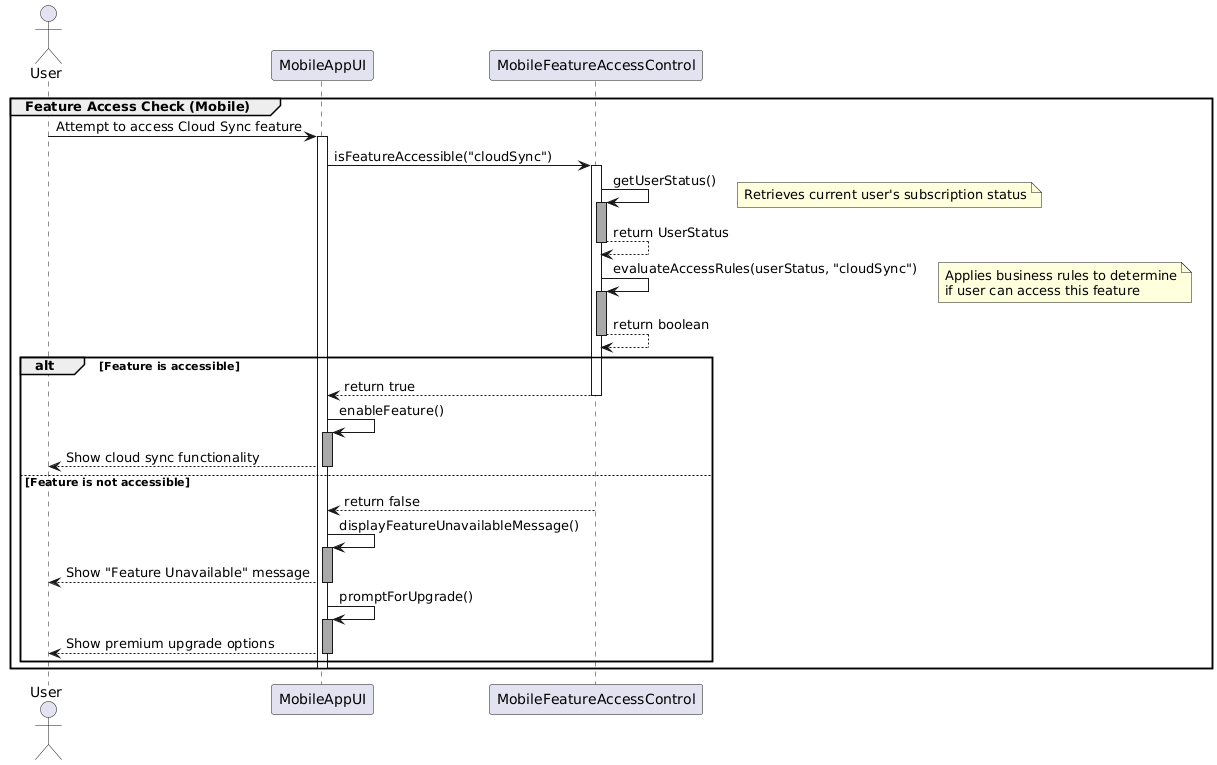 User
MobileAppUI
MobileFeatureAccessControl
Feature Access Check (Mobile)
Attempt to access Cloud Sync feature
isFeatureAccessible("cloudSync")
getUserStatus()
Retrieves current user's subscription status
return UserStatus
evaluateAccessRules(userStatus, "cloudSync")
Applies business rules to determine
if user can access this feature
return boolean
alt
[Feature is accessible]
return true
enableFeature()
Show cloud sync functionality
[Feature is not accessible]
return false
displayFeatureUnavailableMessage()
Show "Feature Unavailable" message
promptForUpgrade()
Show premium upgrade options
User
MobileAppUI
MobileFeatureAccessControl